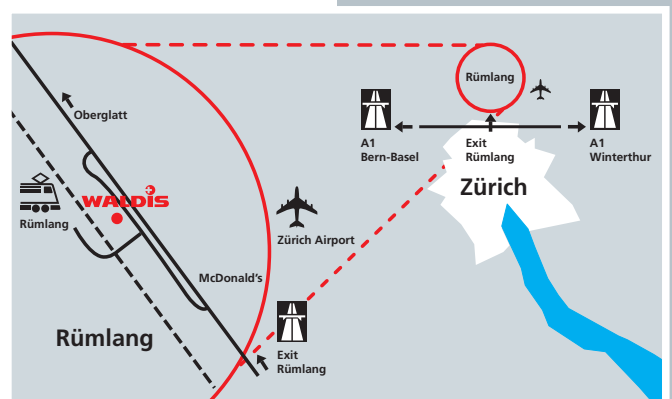 Oberglatt
WALDIS
Rümlang
Zürich Airport
McDonald's
Rümlang
Exit
Rümlang
Rümlang
A1
Bern-Basel
Exit
Rümlang
A1
Winterthur
Zürich